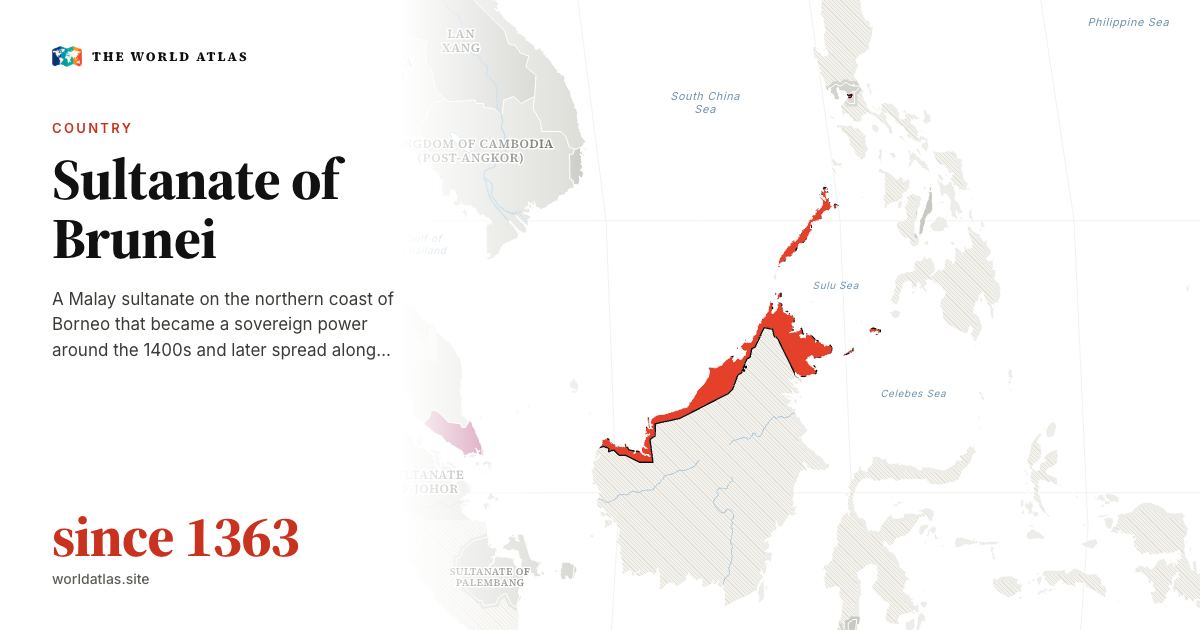 THE WORLD ATLAS
COUNTRY
Sultanate of
Brunei
A Malay sultanate on the northern coast of
Borneo that became a sovereign power
around the 1400s and later spread along...
since 1363
worldatlas.site
LAN
XANG
OF CAMBODIA
(POST-ANGKOR)
South China
Sea
Philippine Sea
Sulu Sea
Celebes Sea
JOHOR
SULTANATE OF
PALEMBANG